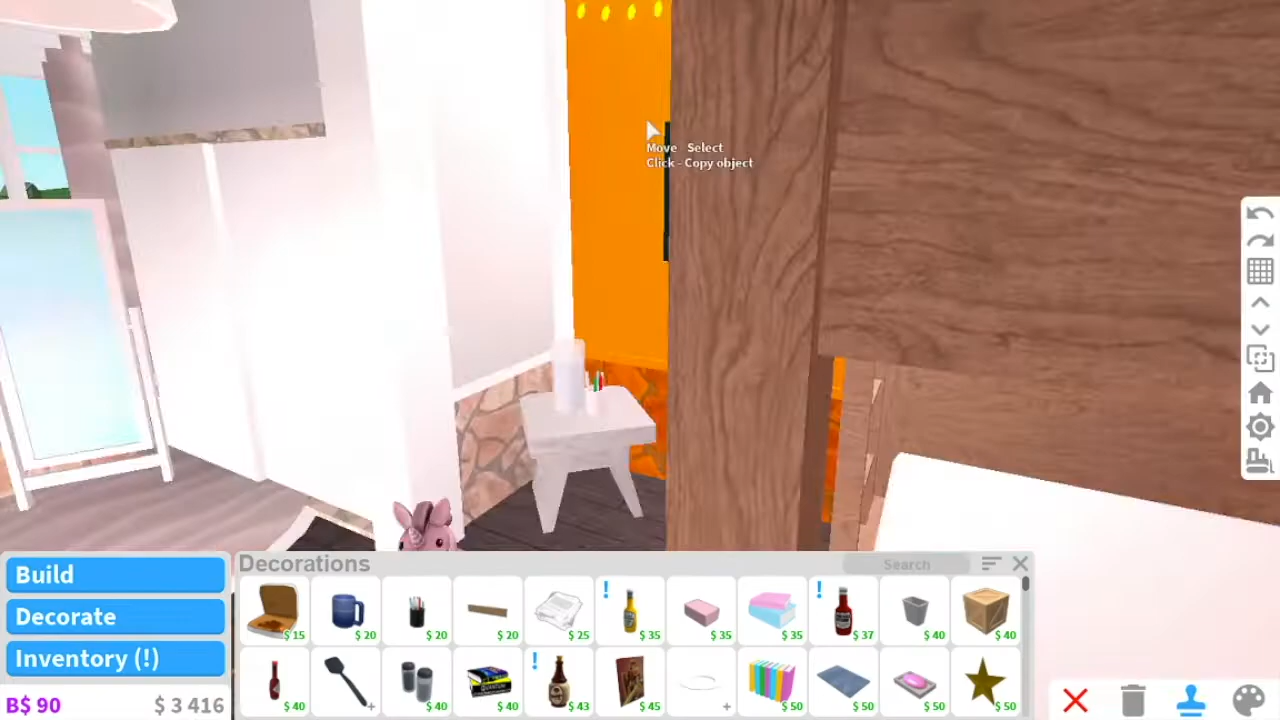 Move Select
Click - Copy object
Build
Decorate
Inventory (!)
B$ 90
$ 3 416
Decorations
Search
$ 15
$ 20
$ 20
$ 20
$ 25
! $ 35
$ 35
$ 35
! $ 37
$ 40
$ 40
$ 40
+
$ 40
QUANTUM
$ 40
! $ 43
$ 45
+
$ 50
$ 50
$ 50
$ 50